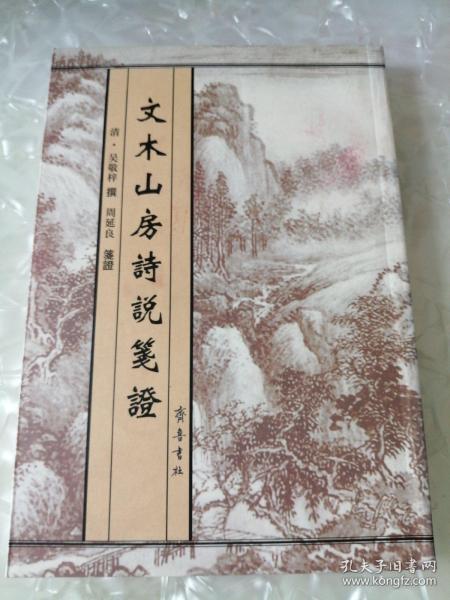 文木山房詩說箋證
清·吴敬梓 撰 周延良 箋證
齊魯書社
孔夫子旧书网
www.kongfz.com